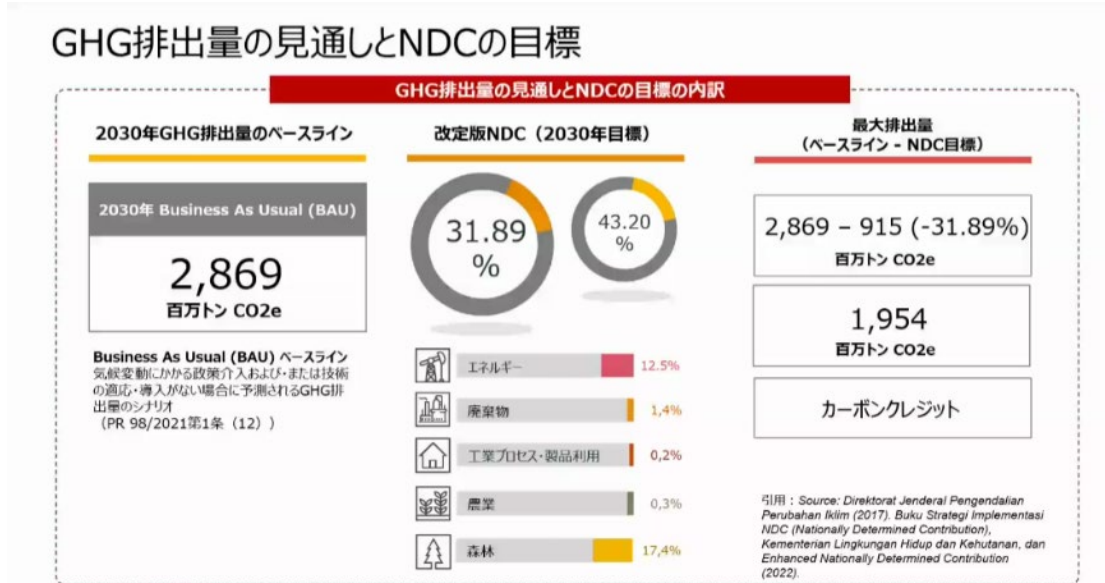 GHG排出量の見通しとNDCの目標
GHG排出量の見通しとNDCの目標の内訳
2030年GHG排出量のベースライン
2030年 Business As Usual (BAU)
2,869
百万トン CO2e
Business As Usual (BAU) ベースライン
気候変動にかかる政策介入および・または技術
の適応・導入がない場合に予測されるGHG排
出量のシナリオ
（PR 98/2021第1条（12））
改定版NDC（2030年目標）
31.89
%
43.20
%
エネルギー 12.5%
廃棄物 1,4%
工業プロセス・製品利用 0,2%
農業 0,3%
森林 17,4%
最大排出量
（ベースライン - NDC目標）
2,869 – 915 (-31.89%)
百万トン CO2e
1,954
百万トン CO2e
カーボンクレジット
引用：Source: Direktorat Jenderal Pengendalian
Perubahan Iklim (2017). Buku Strategi Implementasi
NDC (Nationally Determined Contribution),
Kementerian Lingkungan Hidup dan Kehutanan, dan
Enhanced Nationally Determined Contribution
(2022).